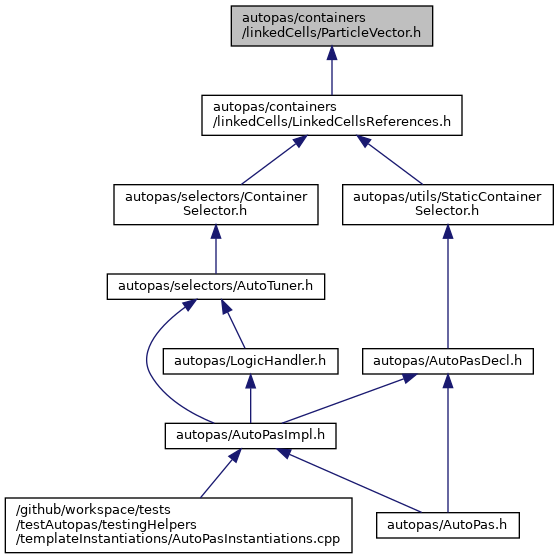 autopas/containers
/linkedCells/ParticleVector.h
autopas/containers
/linkedCells/LinkedCellsReferences.h
autopas/selectors/Container
Selector.h
autopas/utils/StaticContainer
Selector.h
autopas/selectors/AutoTuner.h
autopas/LogicHandler.h
autopas/AutoPasDecl.h
autopas/AutoPasImpl.h
/github/workspace/tests
/testAutopas/testingHelpers
/templateInstantiations/AutoPasInstantiations.cpp
autopas/AutoPas.h